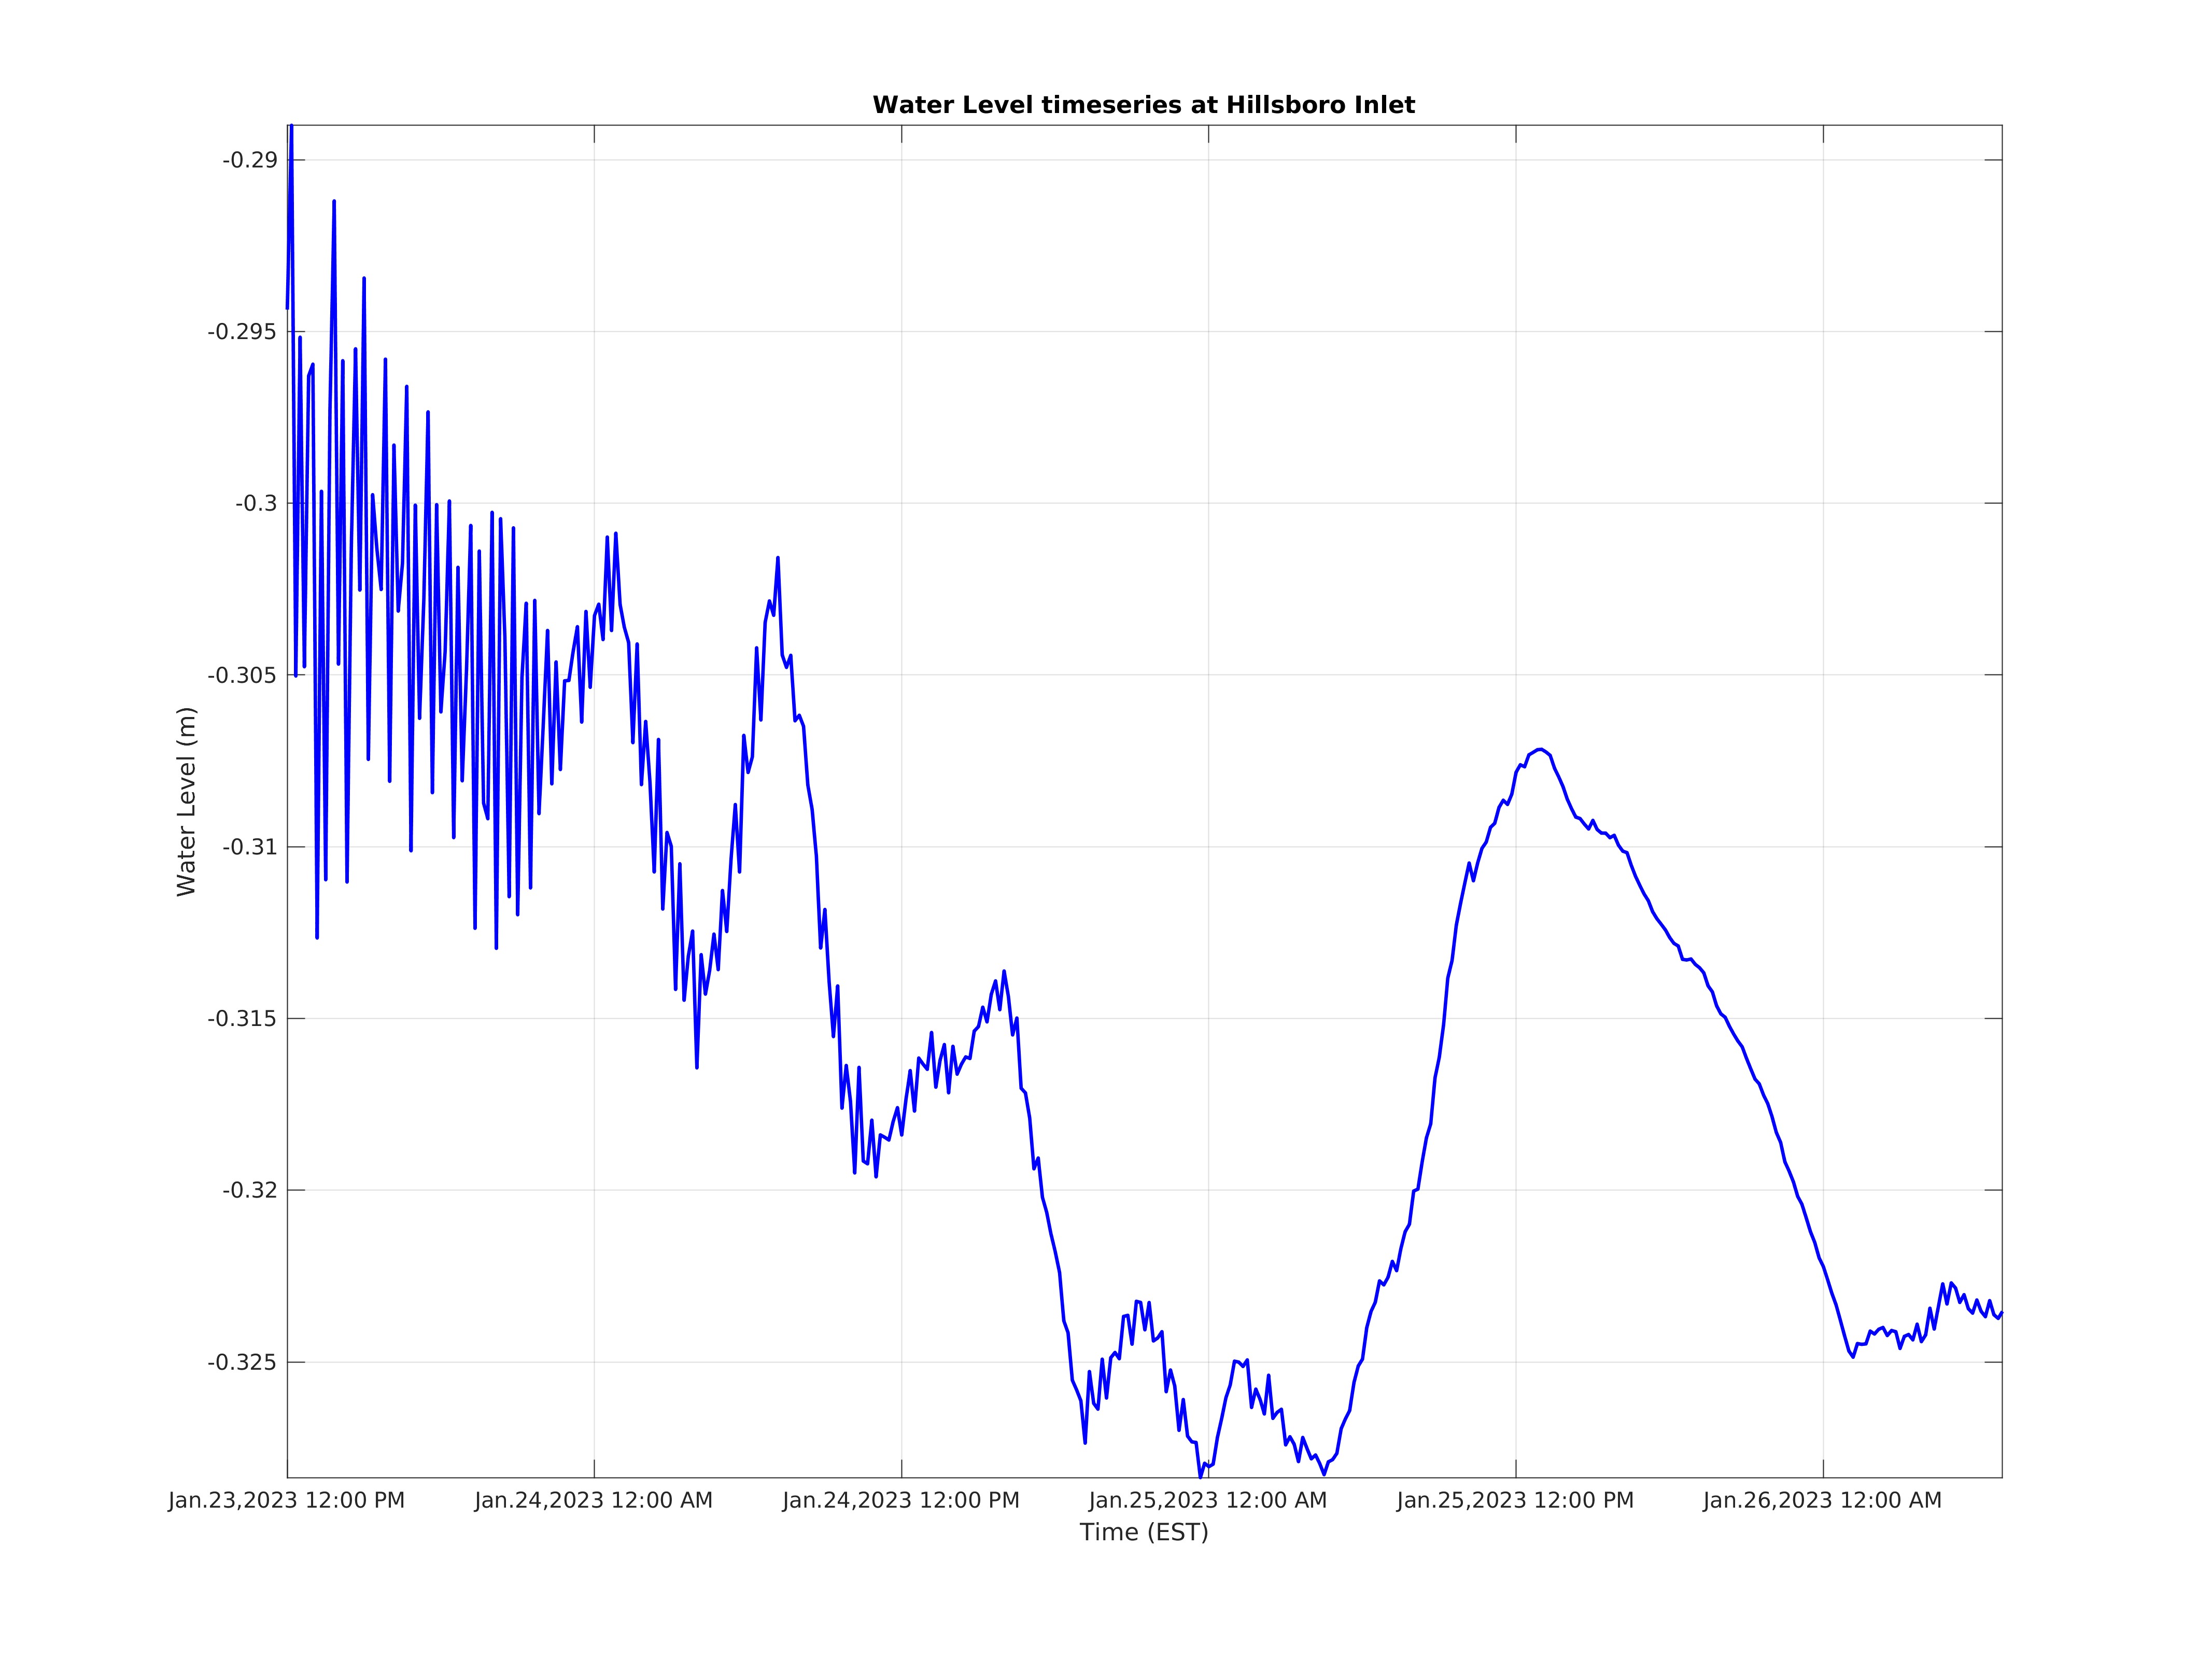 Water Level timeseries at Hillsboro Inlet
-0.29
-0.295
-0.3
-0.305
-0.31
-0.315
-0.32
-0.325
Water Level (m)
Jan.23,2023 12:00 PM
Jan.24,2023 12:00 AM
Jan.24,2023 12:00 PM
Jan.25,2023 12:00 AM
Jan.25,2023 12:00 PM
Jan.26,2023 12:00 AM
Time (EST)